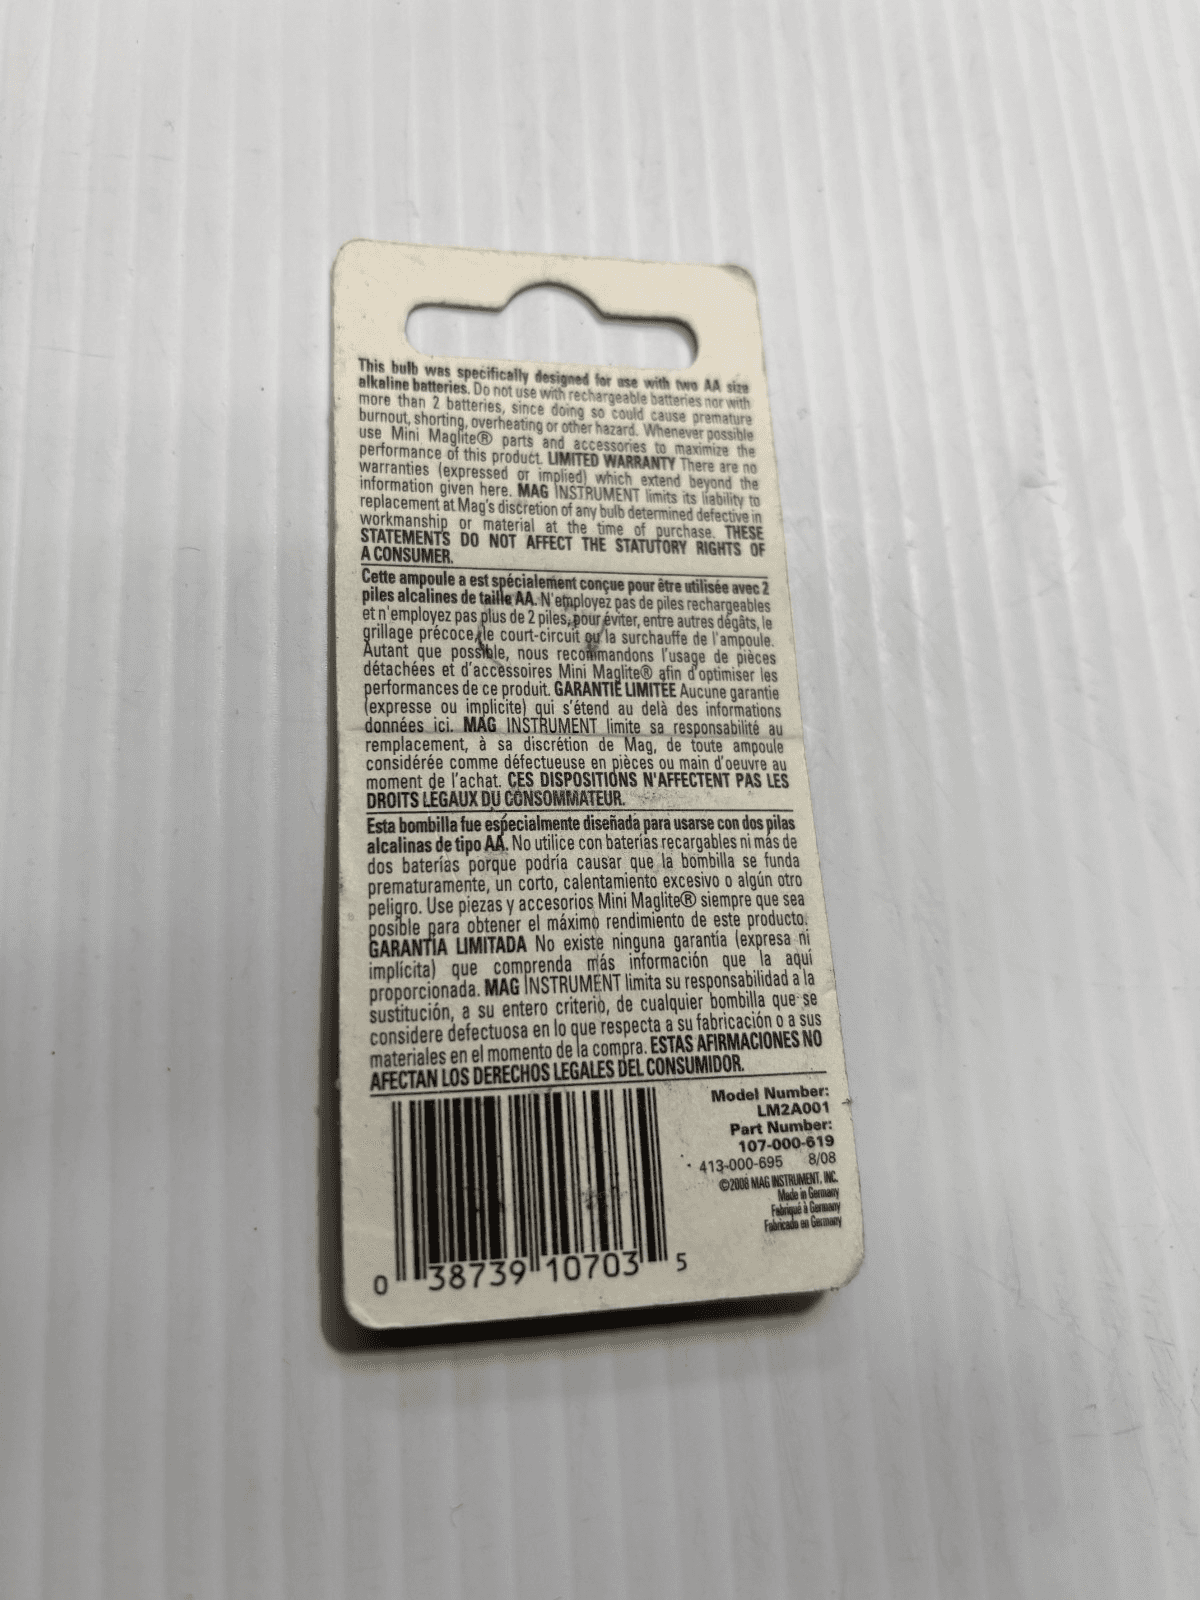 This bulb was specifically designed for use with two AA size
alkaline batteries. Do not use with rechargeable batteries nor with
more than 2 batteries, since doing so could cause premature
burnout, shorting, overheating or other hazard. Whenever possible
use Mini Maglite® parts and accessories to maximize the
performance of this product. LIMITED WARRANTY There are no
warranties (expressed or implied) which extend beyond the
information given here. MAG INSTRUMENT limits its liability to
replacement at Mag's discretion of any bulb determined defective in
workmanship or material at the time of purchase. THESE
STATEMENTS DO NOT AFFECT THE STATUTORY RIGHTS OF
A CONSUMER.
Cette ampoule a est spécialement conçue pour être utilisée avec 2
piles alcalines de taille AA. N'employez pas de piles rechargeables
et n'employez pas plus de 2 piles, pour éviter, entre autres dégâts, le
grillage précoce, le court-circuit ou la surchauffe de l'ampoule.
Autant que possible, nous recommandons l'usage de pièces
détachées et d'accessoires Mini Maglite® afin d'optimiser les
performances de ce produit. GARANTIE LIMITÉE Aucune garantie
(expresse ou implicite) qui s'étend au delà des informations
données ici. MAG INSTRUMENT limite sa responsabilité au
remplacement, à sa discrétion de Mag, de toute ampoule
considérée comme défectueuse en pièces ou main d'oeuvre au
moment de l'achat. CES DISPOSITIONS N'AFFECTENT PAS LES
DROITS LÉGAUX DU CONSOMMATEUR.
Esta bombilla fue especialmente diseñada para usarse con dos pilas
alcalinas de tipo AA. No utilice con baterías recargables ni más de
dos baterías porque podría causar que la bombilla se funda
prematuramente, un corto, calentamiento excesivo o algún otro
peligro. Use piezas y accesorios Mini Maglite® siempre que sea
posible para obtener el máximo rendimiento de este producto.
GARANTÍA LIMITADA No existe ninguna garantía (expresa ni
implícita) que comprenda más información que la aquí
proporcionada. MAG INSTRUMENT limita su responsabilidad a la
sustitución, a su entero criterio, de cualquier bombilla que se
considere defectuosa en lo que respecta a su fabricación o a sus
materiales en el momento de la compra. ESTAS AFIRMACIONES NO
AFECTAN LOS DERECHOS LEGALES DEL CONSUMIDOR.
Model Number:
LM2A001
Part Number:
107-000-619
413-000-695 8/08
©2008 MAG INSTRUMENT, INC.
Made in Germany
Fabriqué à Germany
Fabricado en Germany
0 38739 10703 5